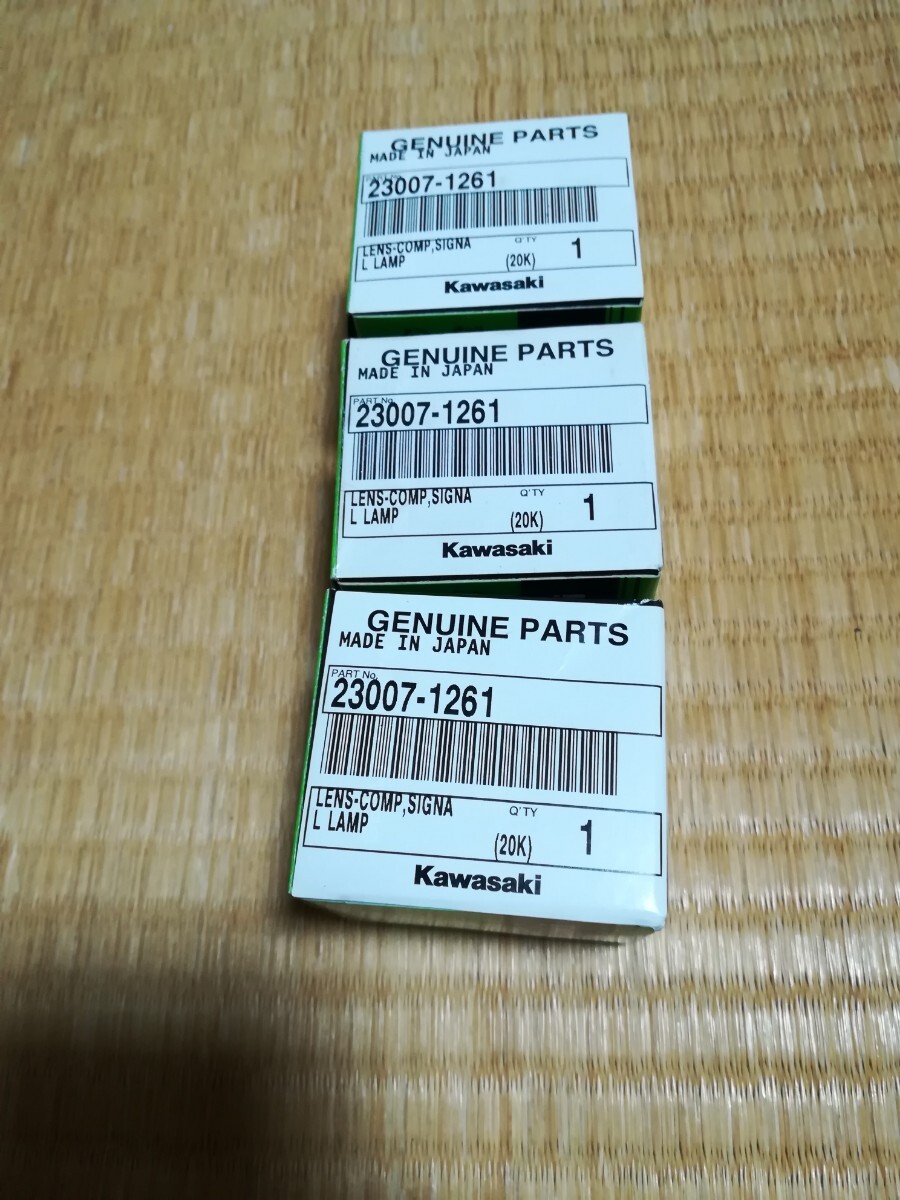 GENUINE PARTS
MADE IN JAPAN
23007-1261
LENS-COMP,SIGNA
L LAMP
Q'TY
(20K)
1
Kawasaki
GENUINE PARTS
MADE IN JAPAN
PART No.
23007-1261
LENS-COMP,SIGNA
L LAMP
Q'TY
(20K)
1
Kawasaki
GENUINE PARTS
MADE IN JAPAN
PART No.
23007-1261
LENS-COMP,SIGNA
L LAMP
Q'TY
(20K)
1
Kawasaki